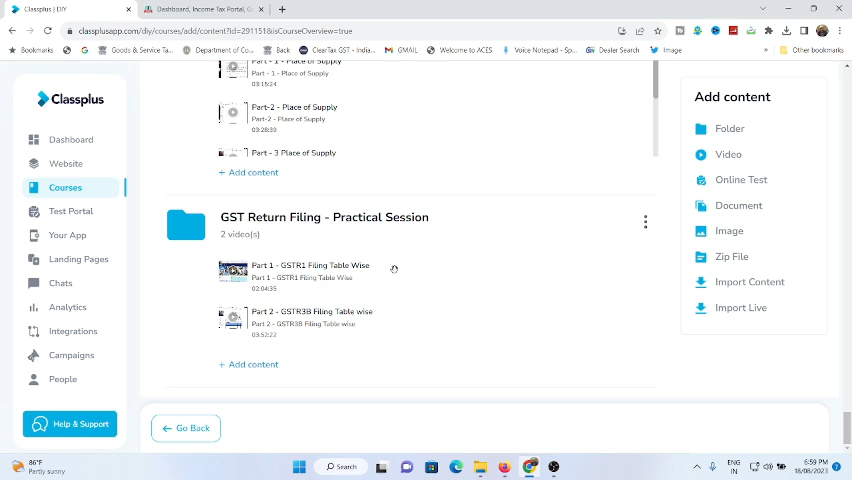 Classplus | DIY
Dashboard, Income Tax Portal, G
classplusapp.com/diy/courses/add/content?id=291151&isCourseOverview=true
Bookmarks
Goods & Service Ta...
Department of Co...
Back
ClearTax GST - India...
GMAIL
Welcome to ACES
Voice Notepad - Sp...
Dealer Search
Image
»
Other bookmarks
Classplus
Dashboard
Website
Courses
Test Portal
Your App
Landing Pages
Chats
Analytics
Integrations
Campaigns
People
Help & Support
Part - 1 - Place of Supply
Part - 1 - Place of Supply
03:15:24
Part-2 - Place of Supply
Part-2 - Place of Supply
03:28:39
Part - 3 Place of Supply
+ Add content
GST Return Filing - Practical Session
2 video(s)
Part 1 - GSTR1 Filing Table Wise
Part 1 - GSTR1 Filing Table Wise
02:04:35
Part 2 - GSTR3B Filing Table wise
Part 2 - GSTR3B Filing Table wise
03:52:22
+ Add content
Go Back
Add content
Folder
Video
Online Test
Document
Image
Zip File
Import Content
Import Live
86°F
Partly sunny
Search
ENG
IN
6:59 PM
18/08/2023